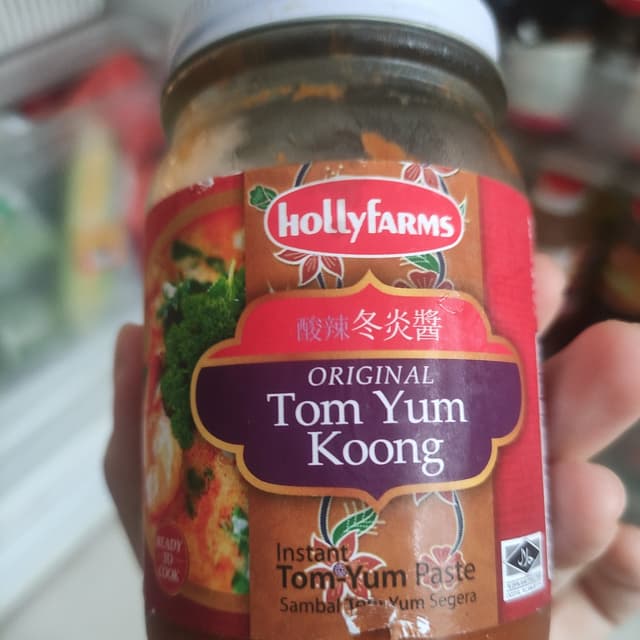 hollyFARMS
酸辣冬炎醬
ORIGINAL
Tom Yum
Koong
READY
TO
COOK
Instant
Tom-Yum Paste
Sambal Tom Yum Segera